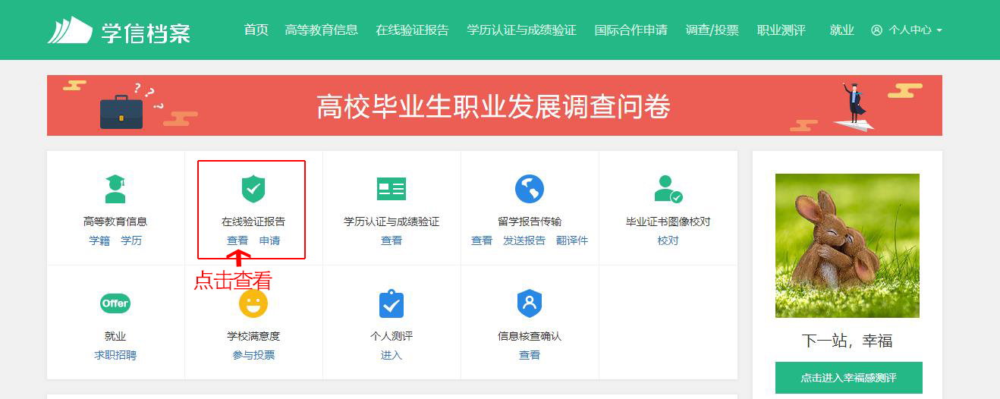 学信档案
首页 高等教育信息 在线验证报告 学历认证与成绩验证 国际合作申请 调查/投票 职业测评 就业 个人中心
? ? ?
高校毕业生职业发展调查问卷
高等教育信息 在线验证报告 学历认证与成绩验证 留学报告传输 毕业证书图像校对
学籍 学历 查看 申请 查看 查看 发送报告 翻译件 校对
点击查看
Offer
就业 学校满意度 个人测评 信息核查确认
求职招聘 参与投票 进入 查看
下一站，幸福
点击进入幸福感测评